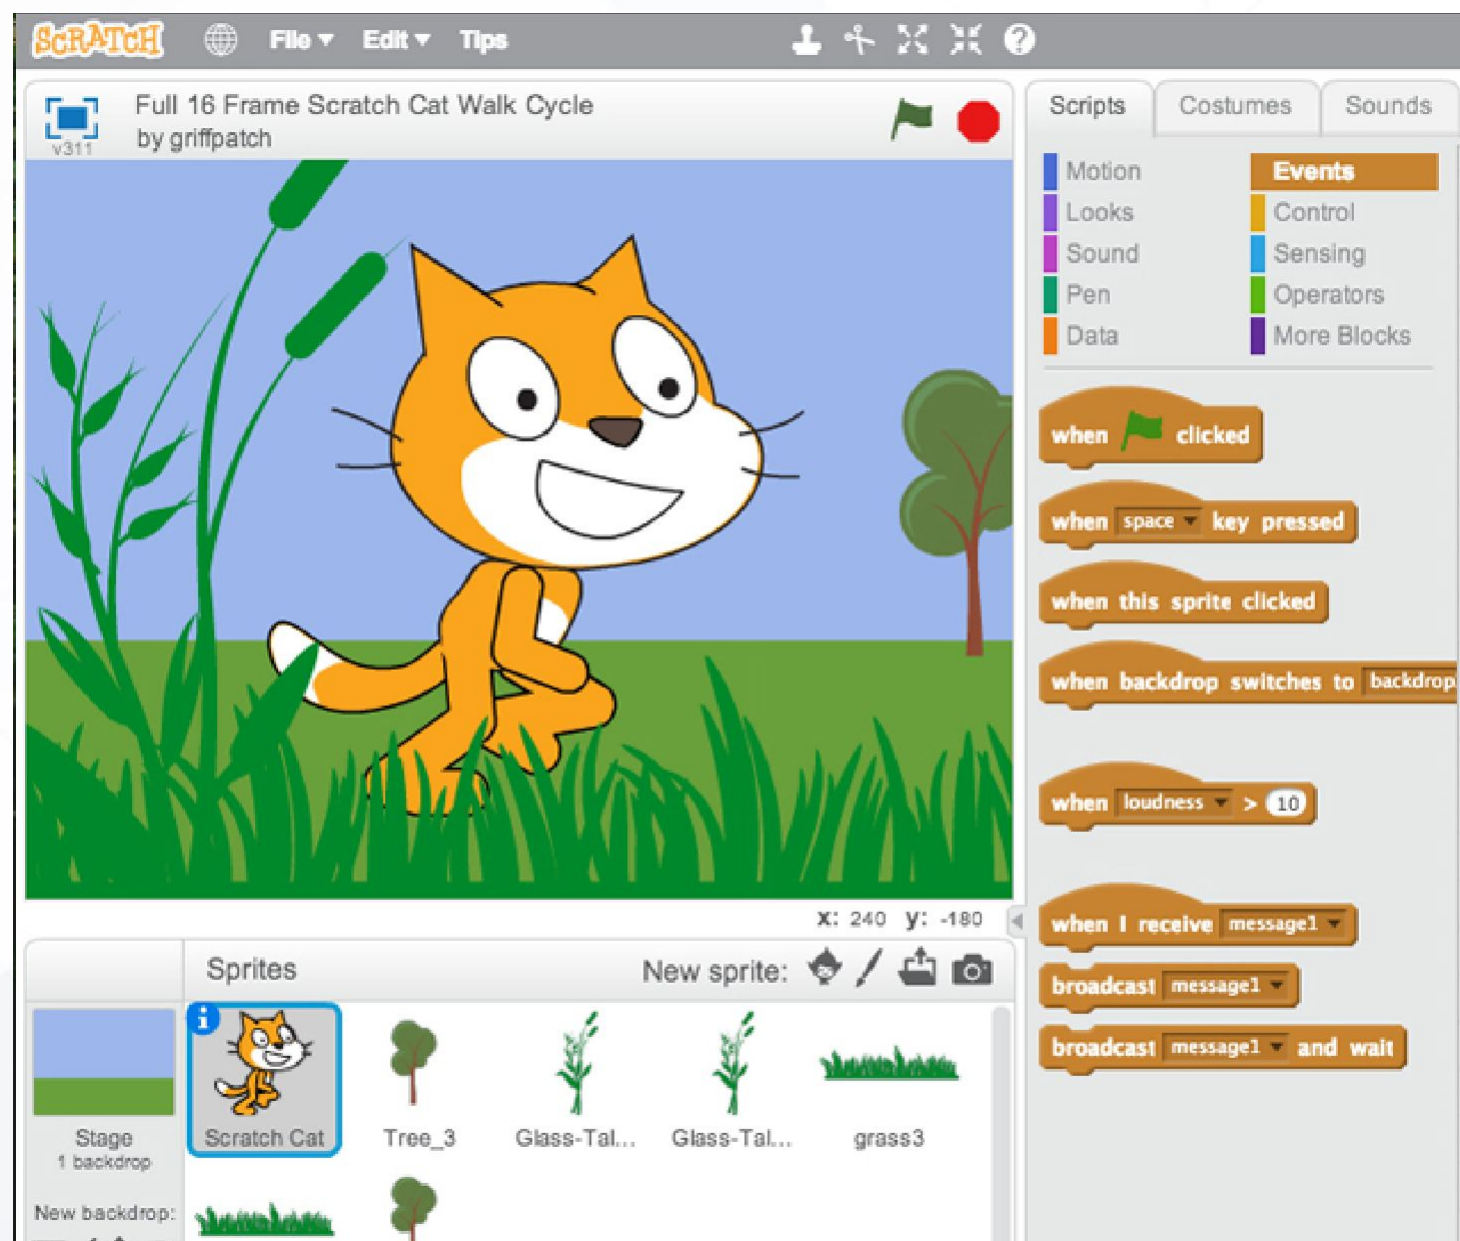 SCRATCH File Edit Tips
Full 16 Frame Scratch Cat Walk Cycle
by griffpatch
v311
Scripts Costumes Sounds
Motion Events
Looks Control
Sound Sensing
Pen Operators
Data More Blocks
when clicked
when space key pressed
when this sprite clicked
when backdrop switches to backdrop
when loudness > 10
when I receive message1
broadcast message1
broadcast message1 and wait
x: 240 y: -180
Sprites New sprite:
Stage
1 backdrop
New backdrop:
Scratch Cat Tree_3 Glass-Tal... Glass-Tal... grass3